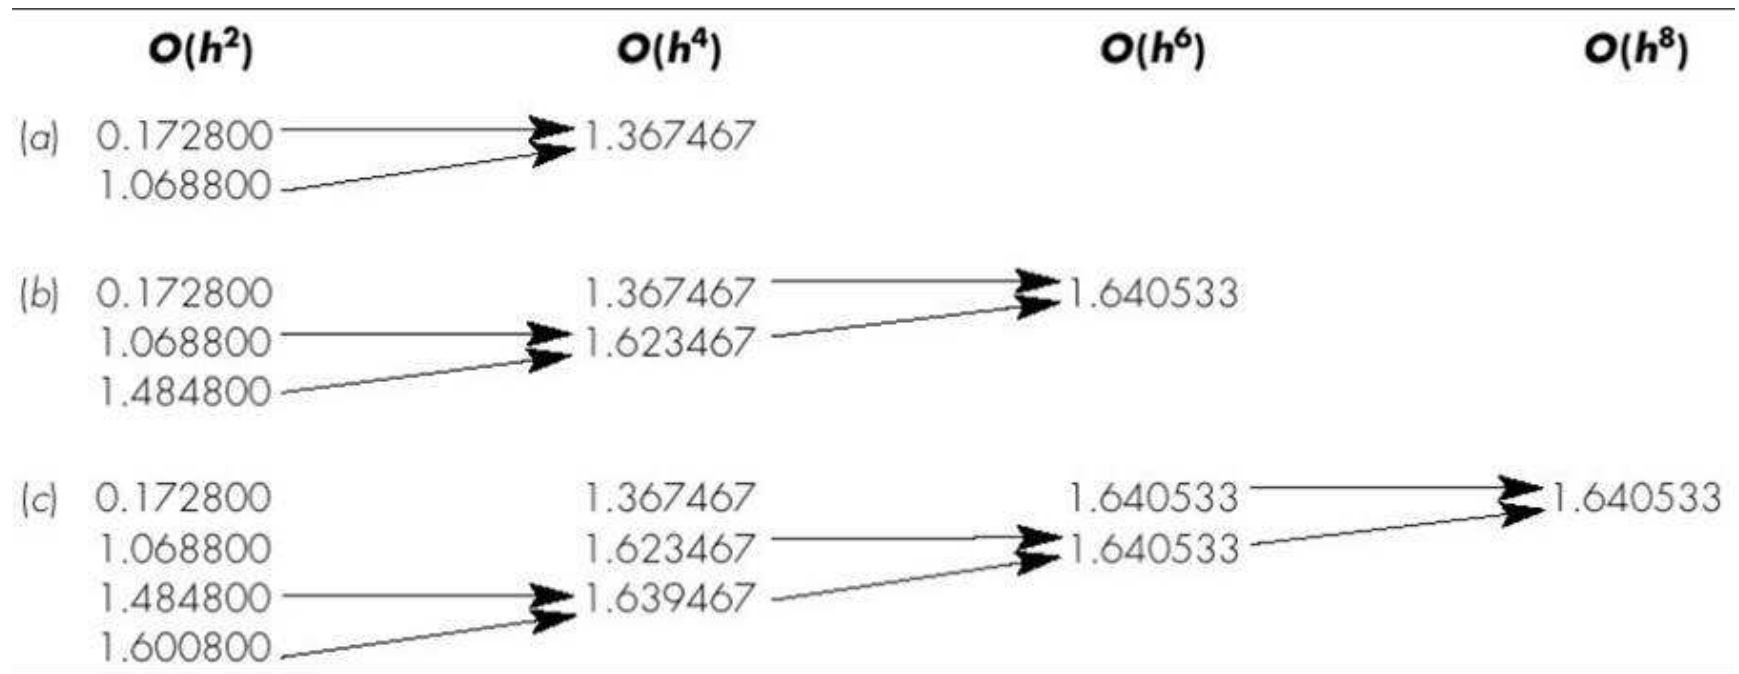 O(h²) O(h⁴) O(h⁶) O(h⁸)
(a) 0.172800 1.367467
1.068800
(b) 0.172800 1.367467 1.640533
1.068800 1.623467
1.484800
(c) 0.172800 1.367467 1.640533 1.640533
1.068800 1.623467 1.640533
1.484800 1.639467
1.600800